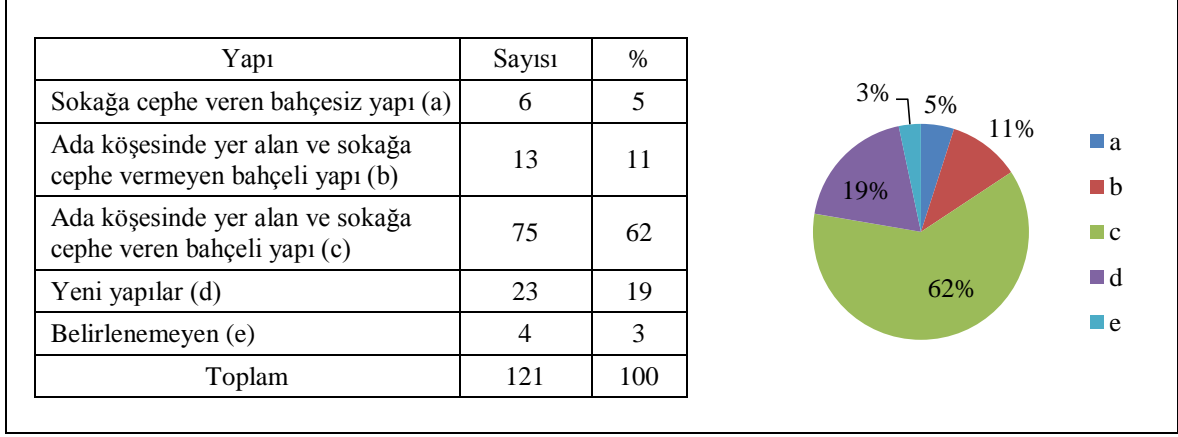 Yapı Sayısı %
Sokağa cephe veren bahçesiz yapı (a) 6 5
Ada köşesinde yer alan ve sokağa
cephe vermeyen bahçeli yapı (b) 13 11
Ada köşesinde yer alan ve sokağa
cephe veren bahçeli yapı (c) 75 62
Yeni yapılar (d) 23 19
Belirlenemeyen (e) 4 3
Toplam 121 100
3%
5%
11%
19%
62%
a
b
c
d
e